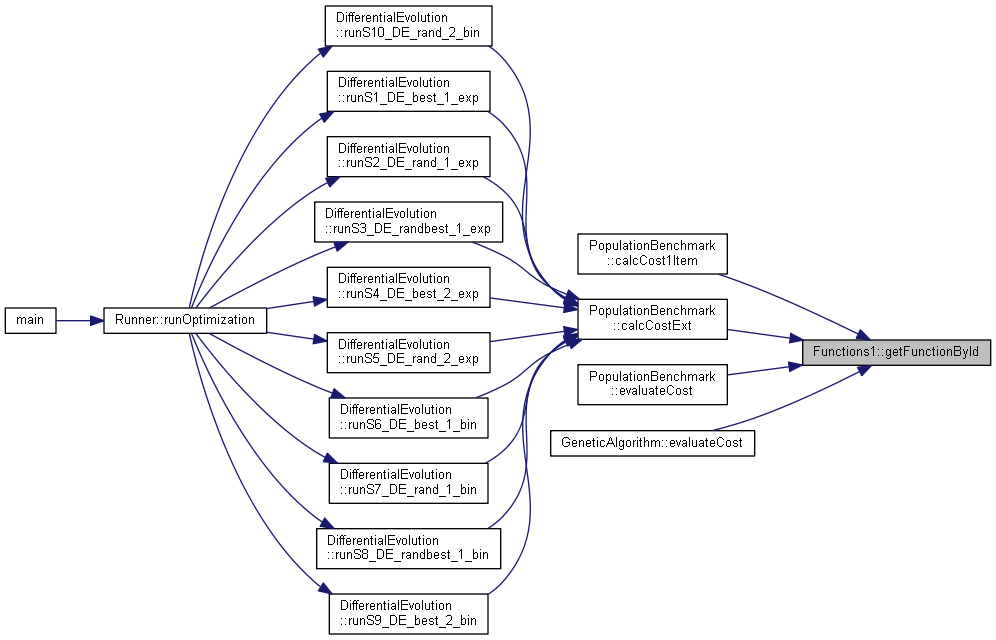 main
Runner::runOptimization
DifferentialEvolution
::runS10_DE_rand_2_bin
DifferentialEvolution
::runS1_DE_best_1_exp
DifferentialEvolution
::runS2_DE_rand_1_exp
DifferentialEvolution
::runS3_DE_randbest_1_exp
DifferentialEvolution
::runS4_DE_best_2_exp
DifferentialEvolution
::runS5_DE_rand_2_exp
DifferentialEvolution
::runS6_DE_best_1_bin
DifferentialEvolution
::runS7_DE_rand_1_bin
DifferentialEvolution
::runS8_DE_randbest_1_bin
DifferentialEvolution
::runS9_DE_best_2_bin
PopulationBenchmark
::calcCost1Item
PopulationBenchmark
::calcCostExt
PopulationBenchmark
::evaluateCost
GeneticAlgorithm::evaluateCost
Functions1::getFunctionById